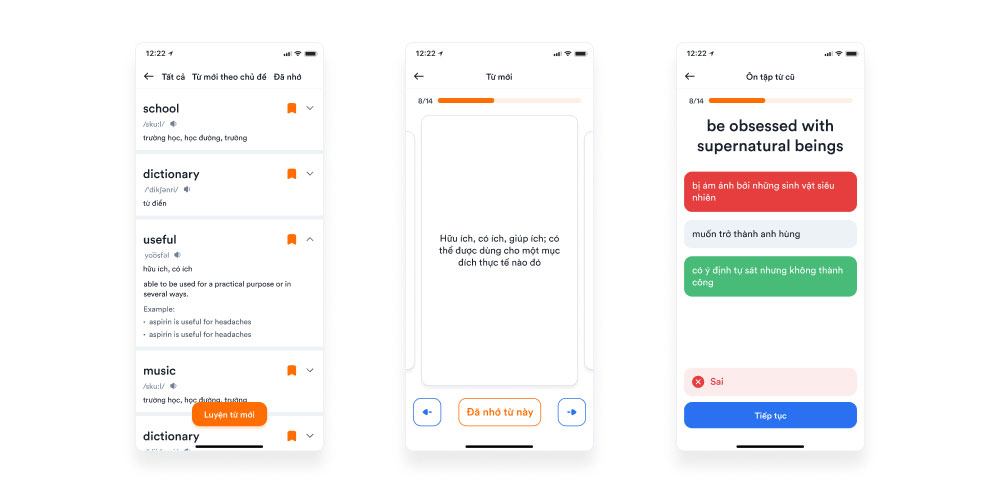 12:22
Tất cả Từ mới theo chủ đề Đã nhớ
school
/sku:l/
trường học, học đường, trường
dictionary
/'dikʃənri/
từ điển
useful
yo͞osfəl
hữu ích, có ích
able to be used for a practical purpose or in
several ways.
Example:
• aspirin is useful for headaches
• aspirin is useful for headaches
music
/sku:l/
trường học, học đường, trường
Luyện từ mới
dictionary
12:22
Từ mới
8/14
Hữu ích, có ích, giúp ích; có
thể được dùng cho một mục
đích thực tế nào đó
Đã nhớ từ này
12:22
Ôn tập từ cũ
8/14
be obsessed with
supernatural beings
bị ám ảnh bởi những sinh vật siêu
nhiên
muốn trở thành anh hùng
có ý định tự sát nhưng không thành
công
Sai
Tiếp tục